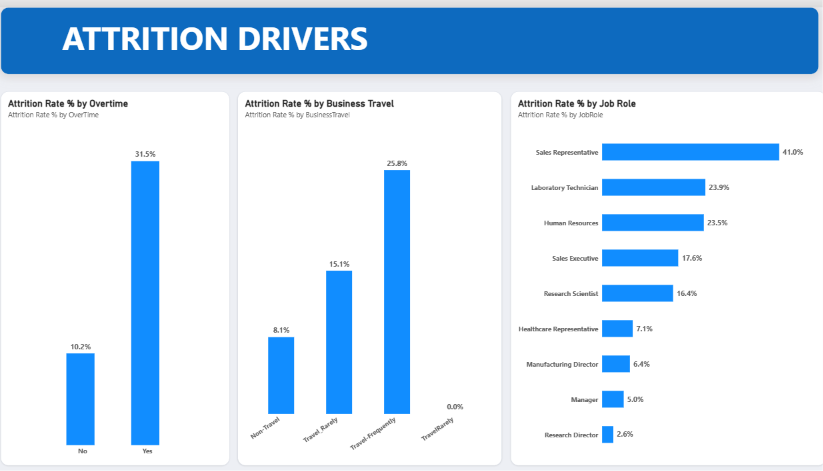 ATTRITION DRIVERS
Attrition Rate % by Overtime
Attrition Rate % by OverTime
31.5%
10.2%
No
Yes
Attrition Rate % by Business Travel
Attrition Rate % by BusinessTravel
25.8%
15.1%
8.1%
0.0%
Non-Travel
Travel_Rarely
Travel-Frequently
TravelRarely
Attrition Rate % by Job Role
Attrition Rate % by JobRole
Sales Representative 41.0%
Laboratory Technician 23.9%
Human Resources 23.5%
Sales Executive 17.6%
Research Scientist 16.4%
Healthcare Representative 7.1%
Manufacturing Director 6.4%
Manager 5.0%
Research Director 2.6%